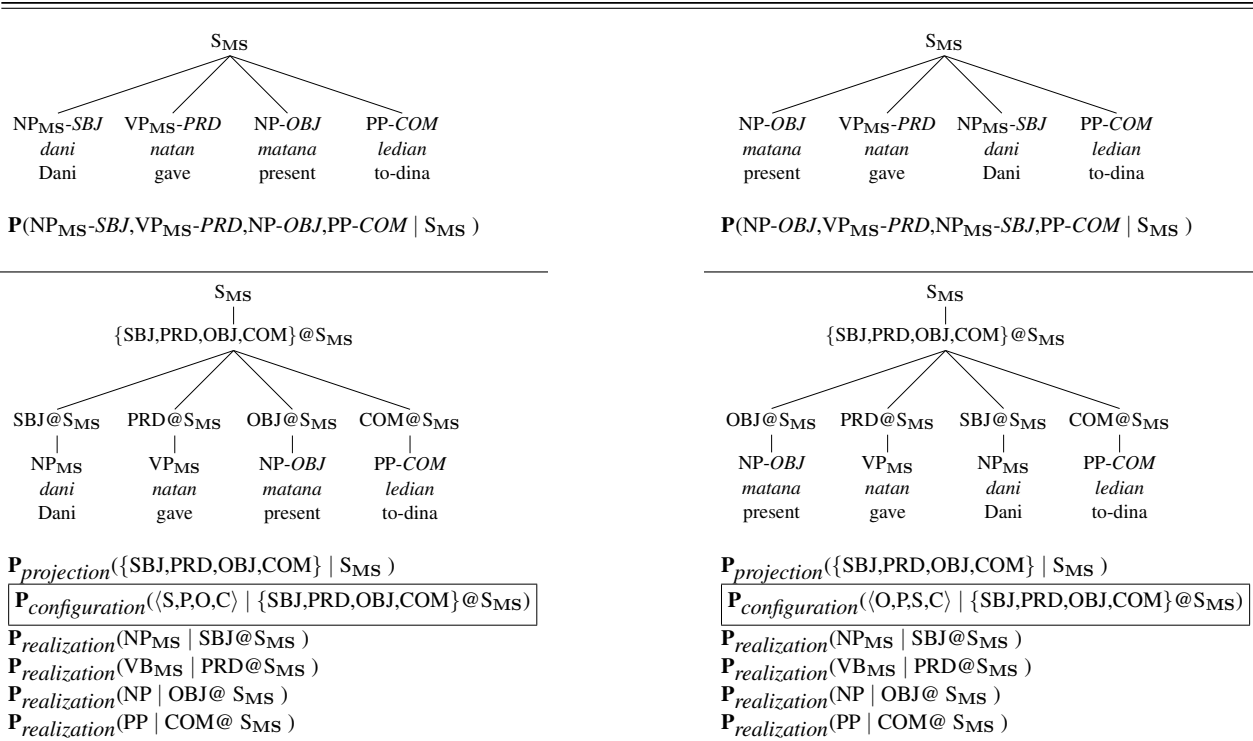 S_MS
NP_MS-SBJ VP_MS-PRD NP-OBJ PP-COM
dani natan matana ledian
Dani gave present to-dina
P(NP_MS-SBJ,VP_MS-PRD,NP-OBJ,PP-COM | S_MS )
S_MS
NP-OBJ VP_MS-PRD NP_MS-SBJ PP-COM
matana natan dani ledian
present gave Dani to-dina
P(NP-OBJ,VP_MS-PRD,NP_MS-SBJ,PP-COM | S_MS )
S_MS
{SBJ,PRD,OBJ,COM}@S_MS
SBJ@S_MS PRD@S_MS OBJ@S_MS COM@S_MS
NP_MS VP_MS NP-OBJ PP-COM
dani natan matana ledian
Dani gave present to-dina
P_projection({SBJ,PRD,OBJ,COM} | S_MS )
P_configuration(⟨S,P,O,C⟩ | {SBJ,PRD,OBJ,COM}@S_MS)
P_realization(NP_MS | SBJ@S_MS )
P_realization(VB_MS | PRD@S_MS )
P_realization(NP | OBJ@ S_MS )
P_realization(PP | COM@ S_MS )
S_MS
{SBJ,PRD,OBJ,COM}@S_MS
OBJ@S_MS PRD@S_MS SBJ@S_MS COM@S_MS
NP-OBJ VP_MS NP_MS PP-COM
matana natan dani ledian
present gave Dani to-dina
P_projection({SBJ,PRD,OBJ,COM} | S_MS )
P_configuration(⟨O,P,S,C⟩ | {SBJ,PRD,OBJ,COM}@S_MS)
P_realization(NP_MS | SBJ@S_MS )
P_realization(VB_MS | PRD@S_MS )
P_realization(NP | OBJ@ S_MS )
P_realization(PP | COM@ S_MS )